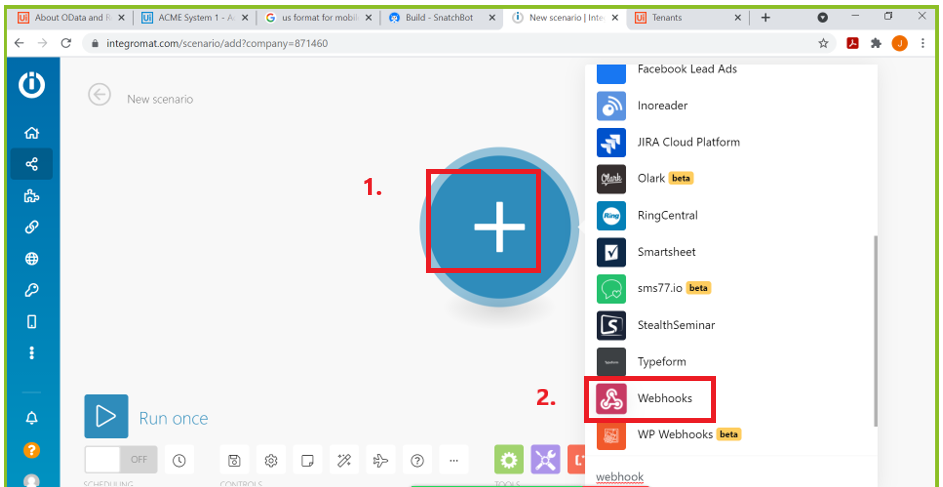 About OData and R
ACME System 1 - A
us format for mobil
Build - SnatchBot
New scenario | Inte
Tenants
integromat.com/scenario/add?company=871460
J
New scenario
1.
Facebook Lead Ads
Inoreader
JIRA Cloud Platform
Olark beta
RingCentral
Smartsheet
sms77.io beta
StealthSeminar
Typeform
2.
Webhooks
WP Webhooks beta
webhook
Run once
OFF
SCHEDULING
CONTROLS
TOOLS